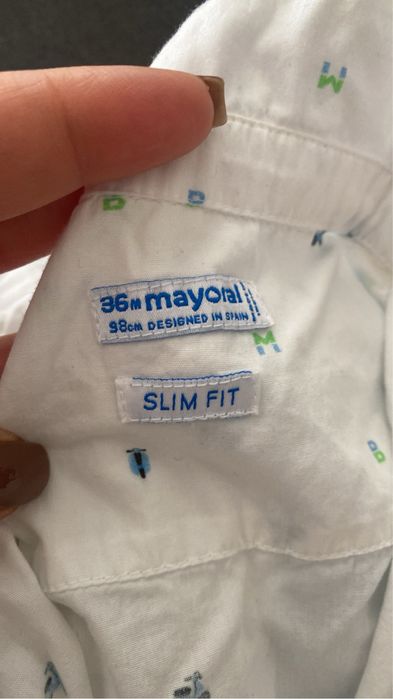 36M mayoral
98cm DESIGNED IN SPAIN
SLIM FIT